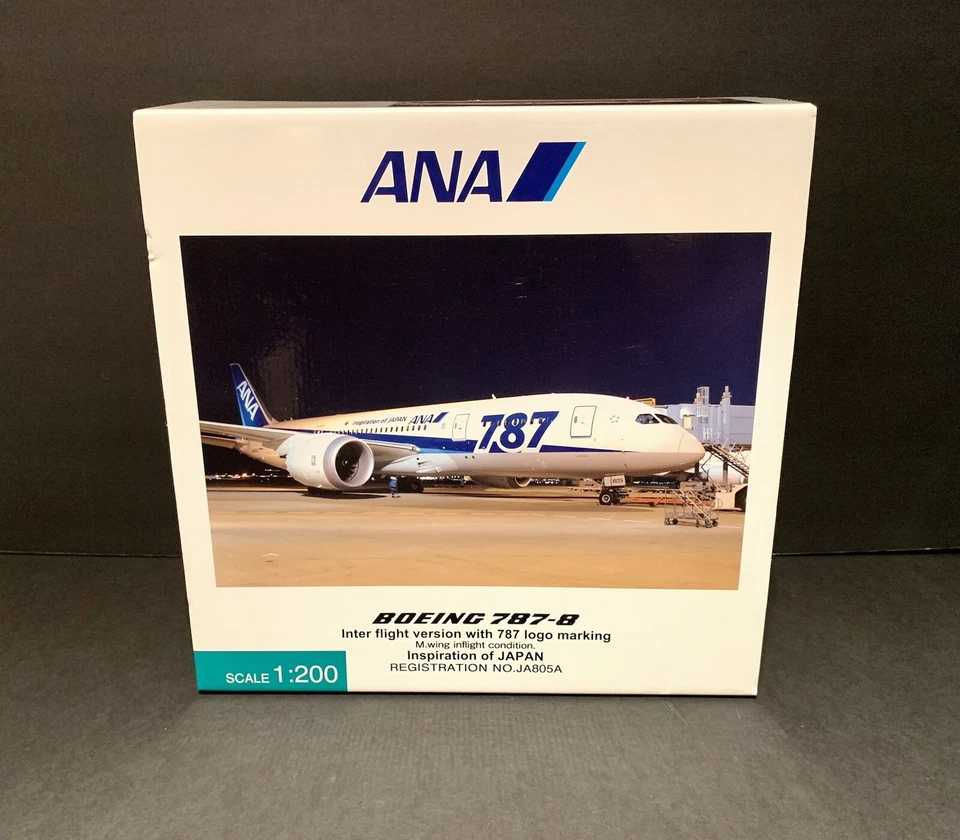 ANA
ANA
Inspiration of JAPAN ANA
787
805
BOEING 787-8
Inter flight version with 787 logo marking
M.wing inflight condition.
Inspiration of JAPAN
REGISTRATION NO.JA805A
SCALE 1:200